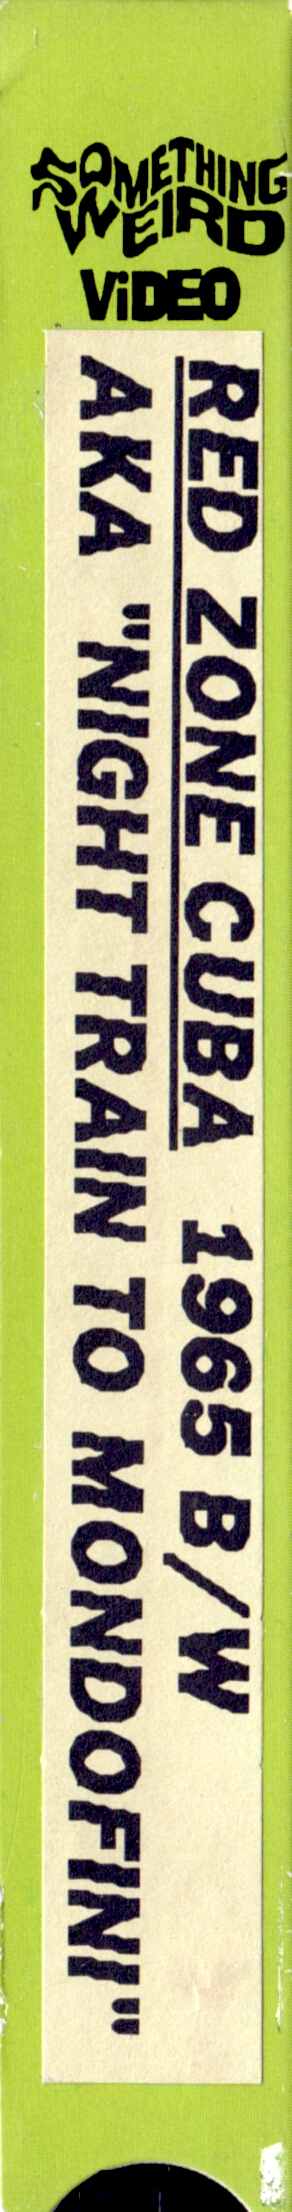 SOMETHING
WEIRD
ViDEO
RED ZONE CUBA 1965 B/W
AKA "NIGHT TRAIN TO MONDOFINI"